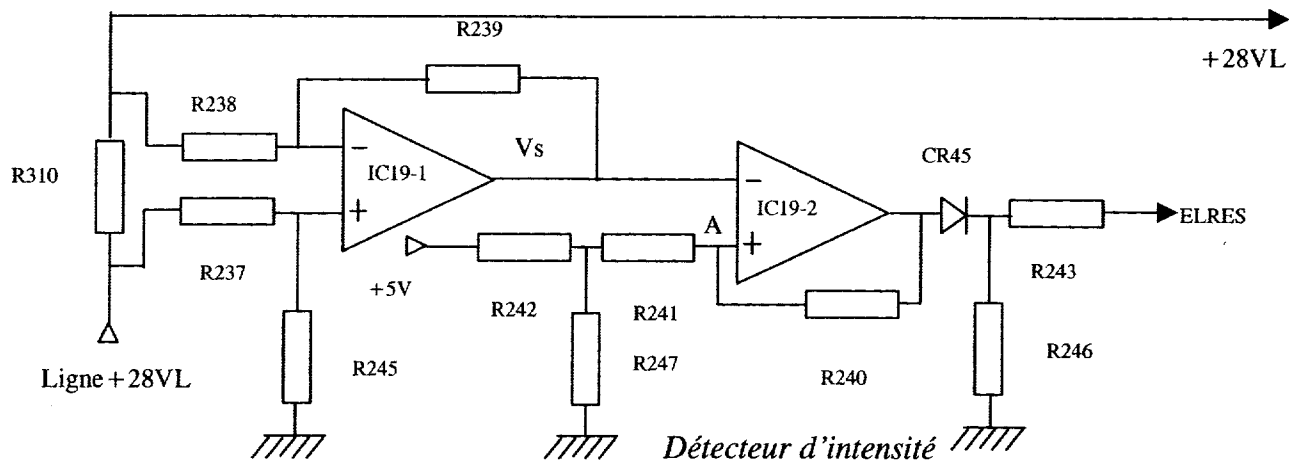 R239
+28VL
R238
R310
IC19-1
Vs
CR45
IC19-2
ELRES
A
R237
+5V
R243
R242
R241
R245
R247
R240
R246
Ligne+28VL
Détecteur d'intensité